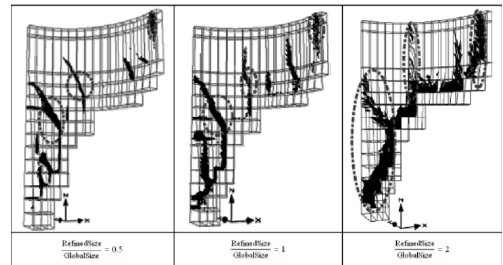 Z
X
Z
X
Z
X
RefinedSize
GlobalSize = 0.5
RefinedSize
GlobalSize = 1
RefinedSize
GlobalSize = 2